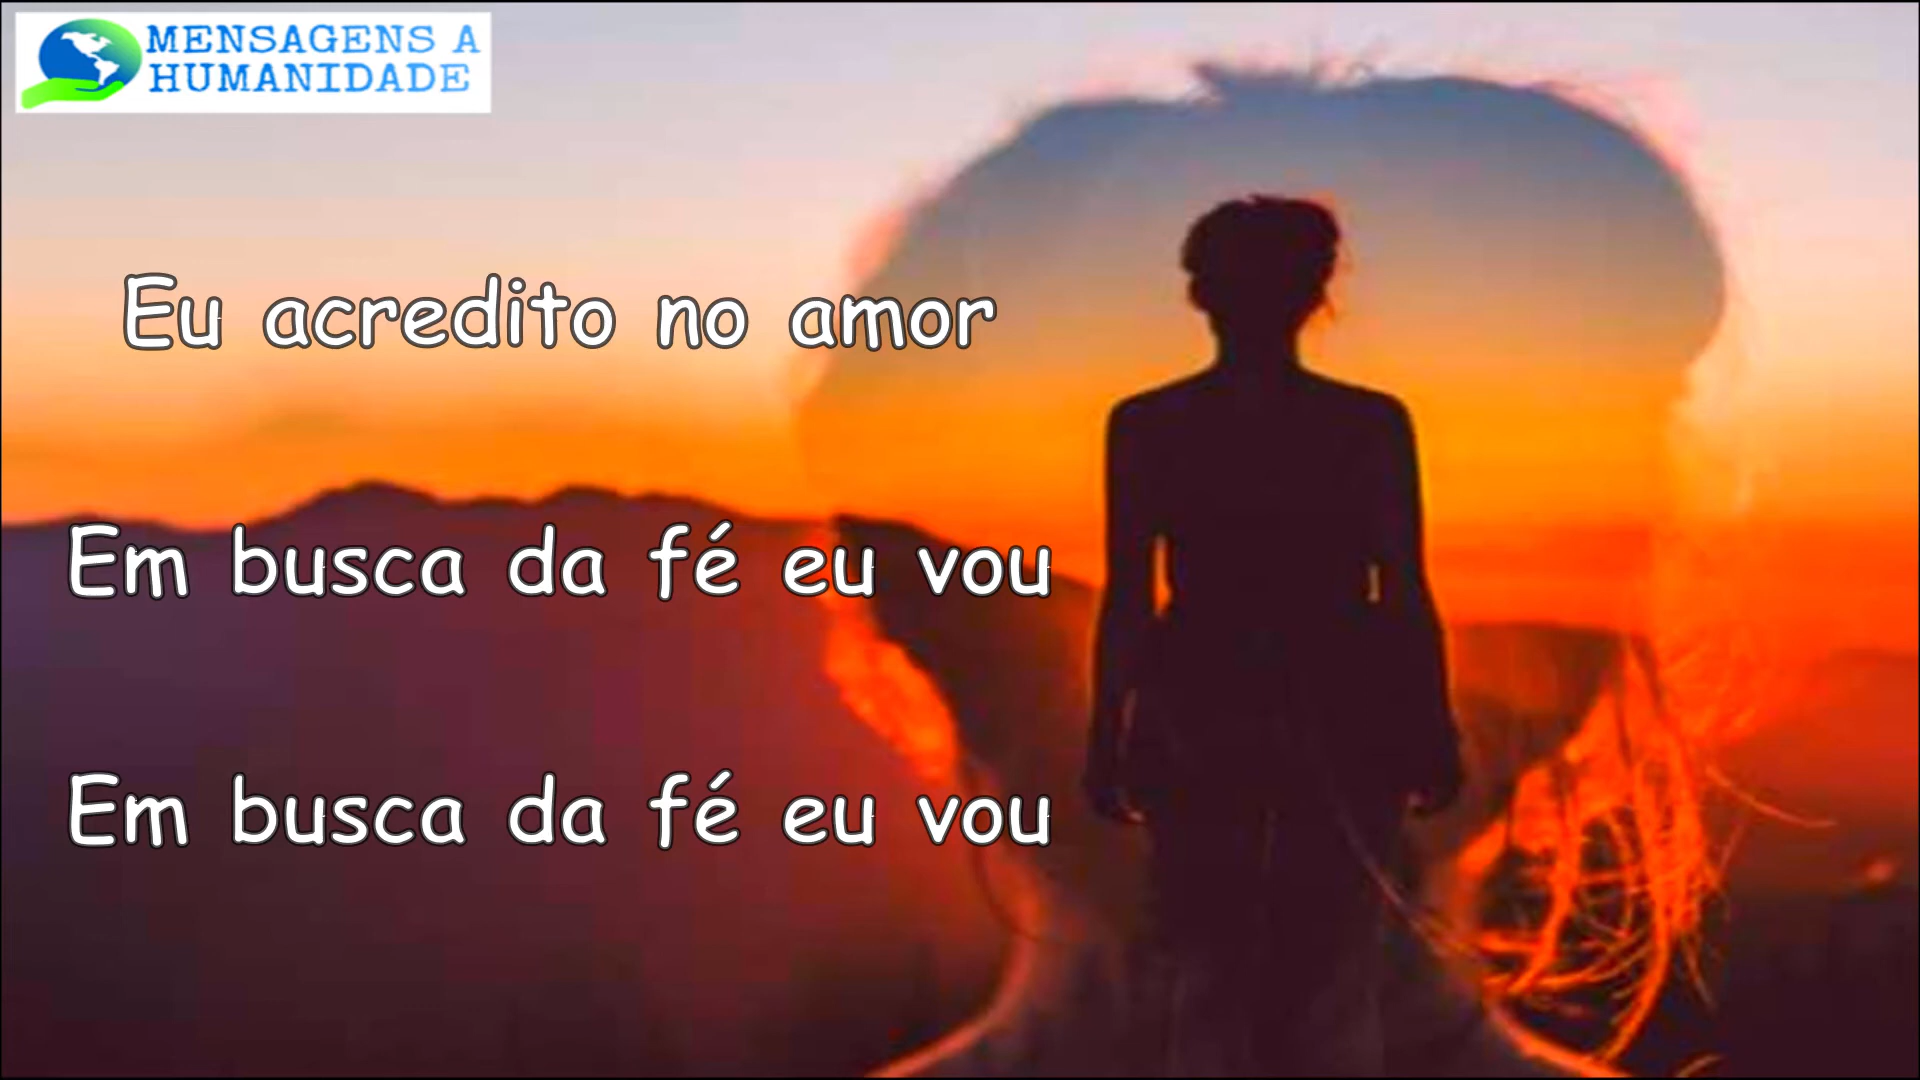 MENSAGENS A
HUMANIDADE
Eu acredito no amor
Em busca da fé eu vou
Em busca da fé eu vou